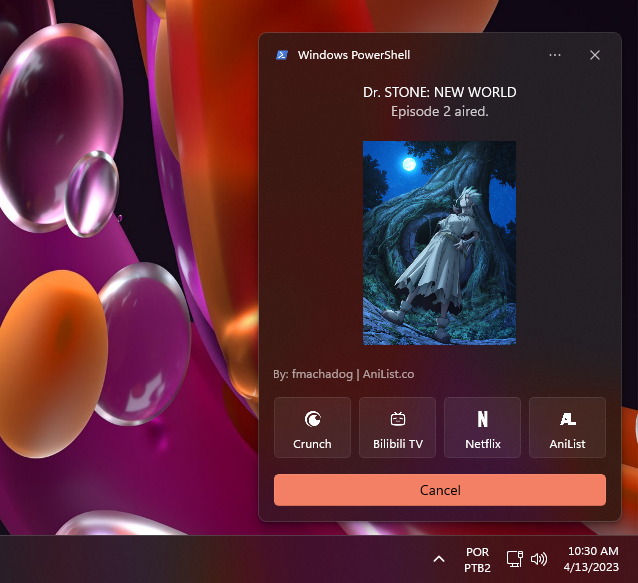 Windows PowerShell
Dr. STONE: NEW WORLD
Episode 2 aired.
By: fmachadog | AniList.co
Crunch
Bilibili TV
Netflix
AniList
Cancel
POR
PTB2
10:30 AM
4/13/2023